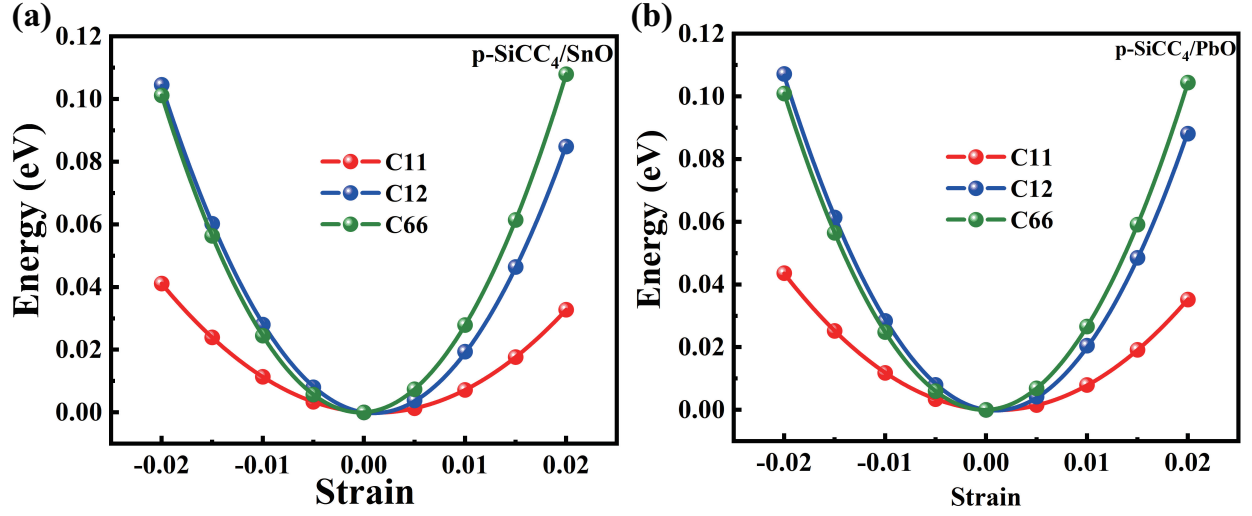 (a)
p-SiCC₄/SnO
0.12
0.10
0.08
0.06
0.04
0.02
0.00
Energy (eV)
C11
C12
C66
-0.02 -0.01 0.00 0.01 0.02
Strain
(b)
p-SiCC₄/PbO
0.12
0.10
0.08
0.06
0.04
0.02
0.00
Energy (eV)
C11
C12
C66
-0.02 -0.01 0.00 0.01 0.02
Strain